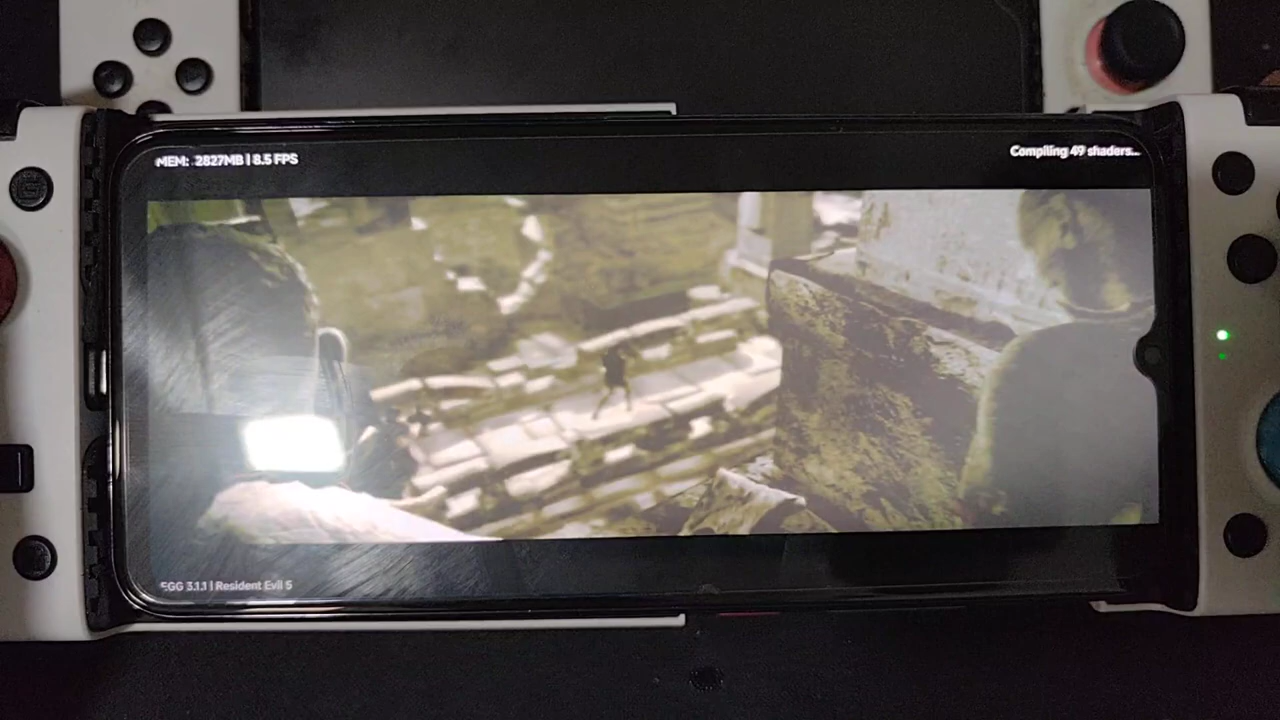 MEM: 2827MB | 8.5 FPS
Compiling 49 shaders...
EGG 3.1.1 | Resident Evil 5